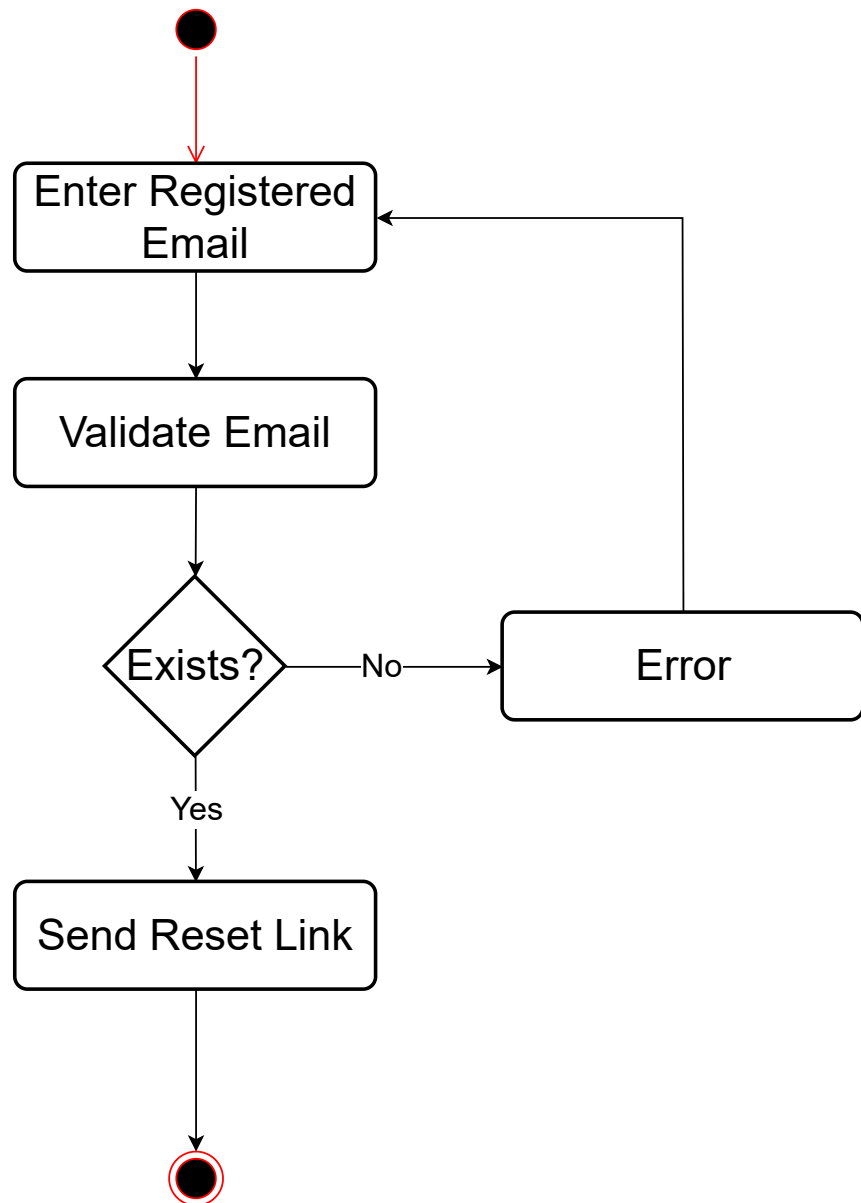 Enter Registered
Email
Validate Email
Exists?
No
Error
Yes
Send Reset Link